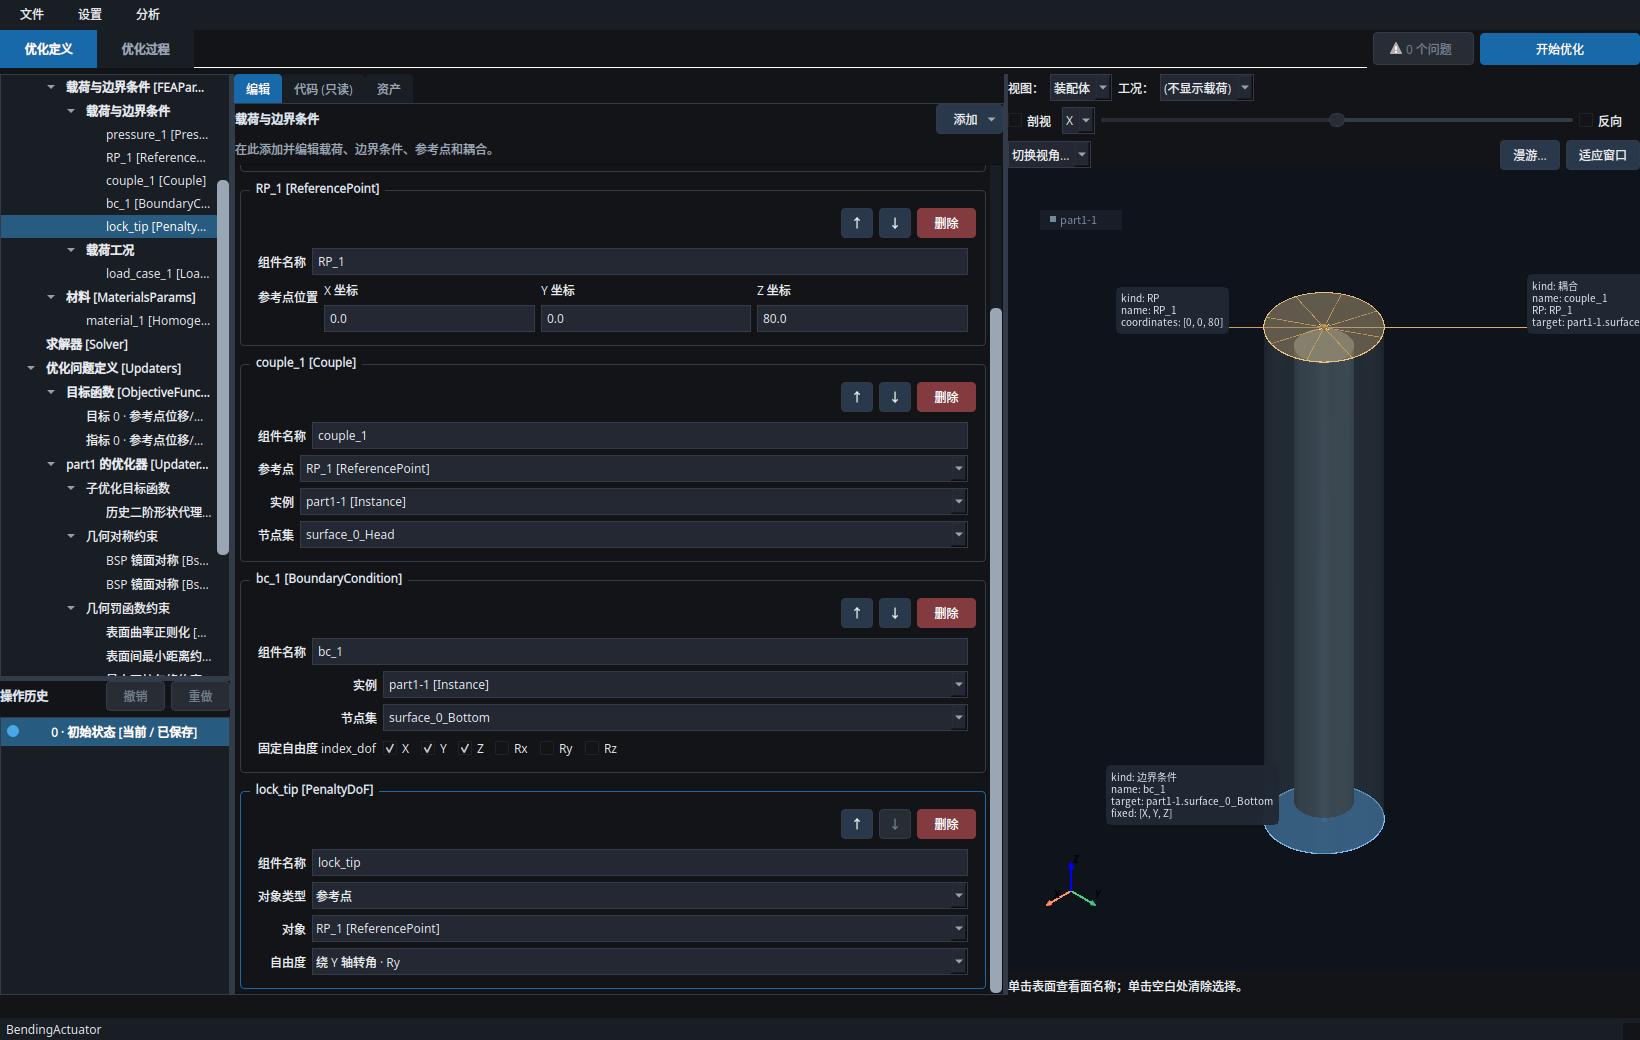 文件 设置 分析
优化定义 优化过程 0 个问题 开始优化
载荷与边界条件 [FEAPar...
载荷与边界条件
pressure_1 [Pres...
RP_1 [Reference...
couple_1 [Couple]
bc_1 [BoundaryC...
lock_tip [Penalty...
载荷工况
load_case_1 [Loa...
材料 [MaterialsParams]
material_1 [Homoge...
求解器 [Solver]
优化问题定义 [Updaters]
目标函数 [ObjectiveFunc...
目标 0 · 参考点位移/...
指标 0 · 参考点位移/...
part1 的优化器 [Updater...
子优化目标函数
历史二阶形状代理...
几何对称约束
BSP 镜面对称 [Bs...
BSP 镜面对称 [Bs...
几何罚函数约束
表面曲率正则化 [...
表面间最小距离约...
操作历史 撤销 重做
0 · 初始状态 [当前 / 已保存]
编辑 代码 (只读) 资产
载荷与边界条件 添加
在此添加并编辑载荷、边界条件、参考点和耦合。
RP_1 [ReferencePoint]
↑ ↓ 删除
组件名称 RP_1
参考点位置 X 坐标 Y 坐标 Z 坐标
0.0 0.0 80.0
couple_1 [Couple]
↑ ↓ 删除
组件名称 couple_1
参考点 RP_1 [ReferencePoint]
实例 part1-1 [Instance]
节点集 surface_0_Head
bc_1 [BoundaryCondition]
↑ ↓ 删除
组件名称 bc_1
实例 part1-1 [Instance]
节点集 surface_0_Bottom
固定自由度 index_dof X Y Z Rx Ry Rz
lock_tip [PenaltyDoF]
↑ ↓ 删除
组件名称 lock_tip
对象类型 参考点
对象 RP_1 [ReferencePoint]
自由度 绕 Y 轴转角 · Ry
视图: 装配体 工况: (不显示载荷)
剖视 X 反向
切换视角... 漫游... 适应窗口
part1-1
kind: RP
name: RP_1
coordinates: [0, 0, 80]
kind: 耦合
name: couple_1
RP: RP_1
target: part1-1.surface
kind: 边界条件
name: bc_1
target: part1-1.surface_0_Bottom
fixed: [X, Y, Z]
单击表面查看面名称；单击空白处清除选择。
BendingActuator